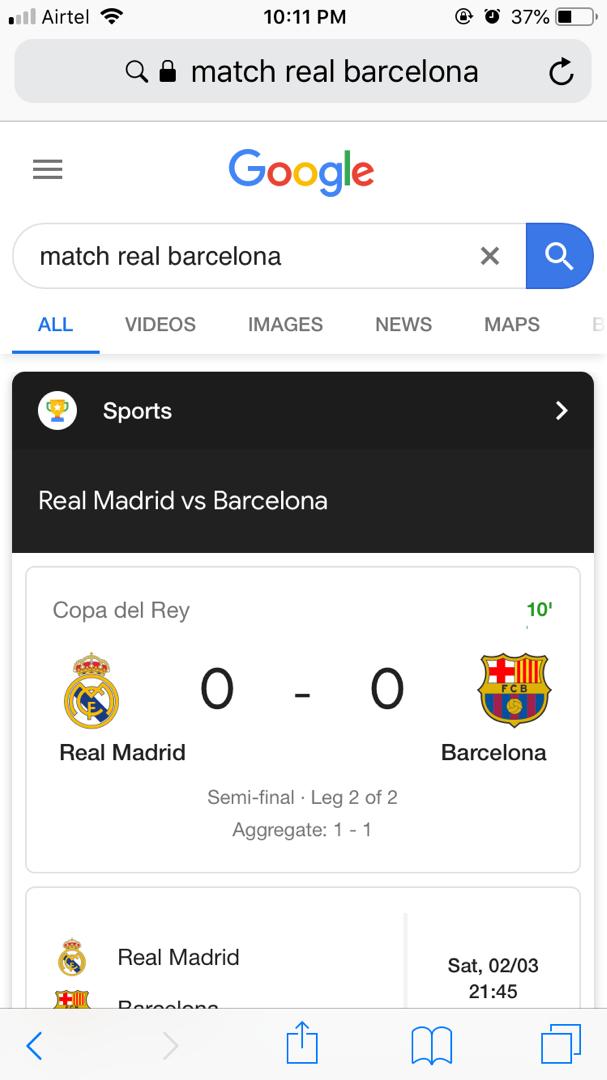 Airtel 10:11 PM 37%
match real barcelona
Google
match real barcelona
ALL VIDEOS IMAGES NEWS MAPS B
Sports
Real Madrid vs Barcelona
Copa del Rey 10'
0 - 0
FCB
Real Madrid Barcelona
Semi-final · Leg 2 of 2
Aggregate: 1 - 1
Real Madrid
Sat, 02/03
21:45
Barcelona